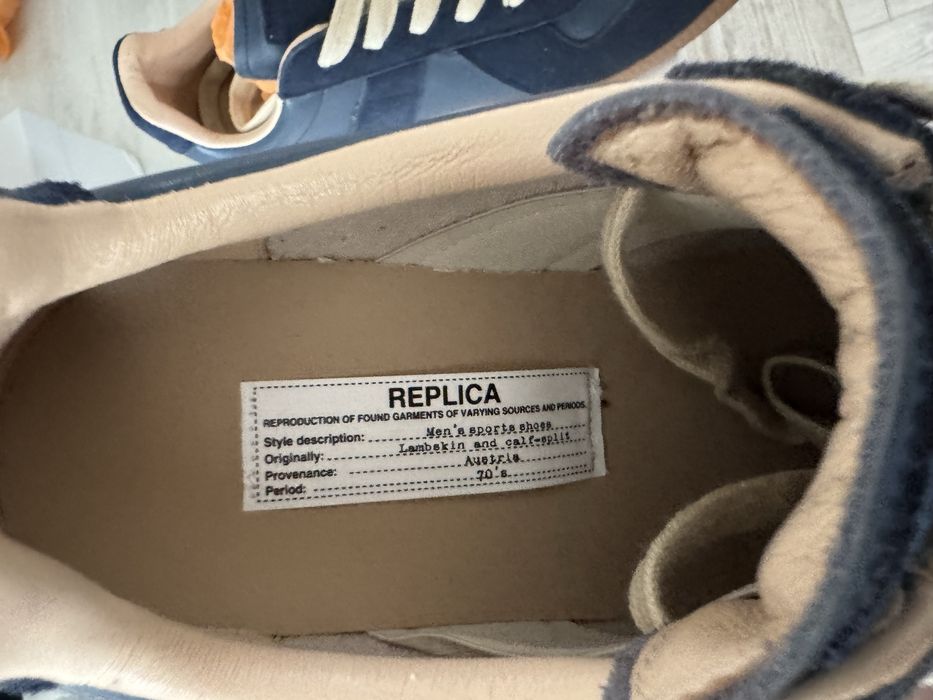 REPLICA
REPRODUCTION OF FOUND GARMENTS OF VARYING SOURCES AND PERIODS.
Style description: Men's sports shoes
Originally: Lambskin and calf-split
Provenance: Austria
Period: 70's